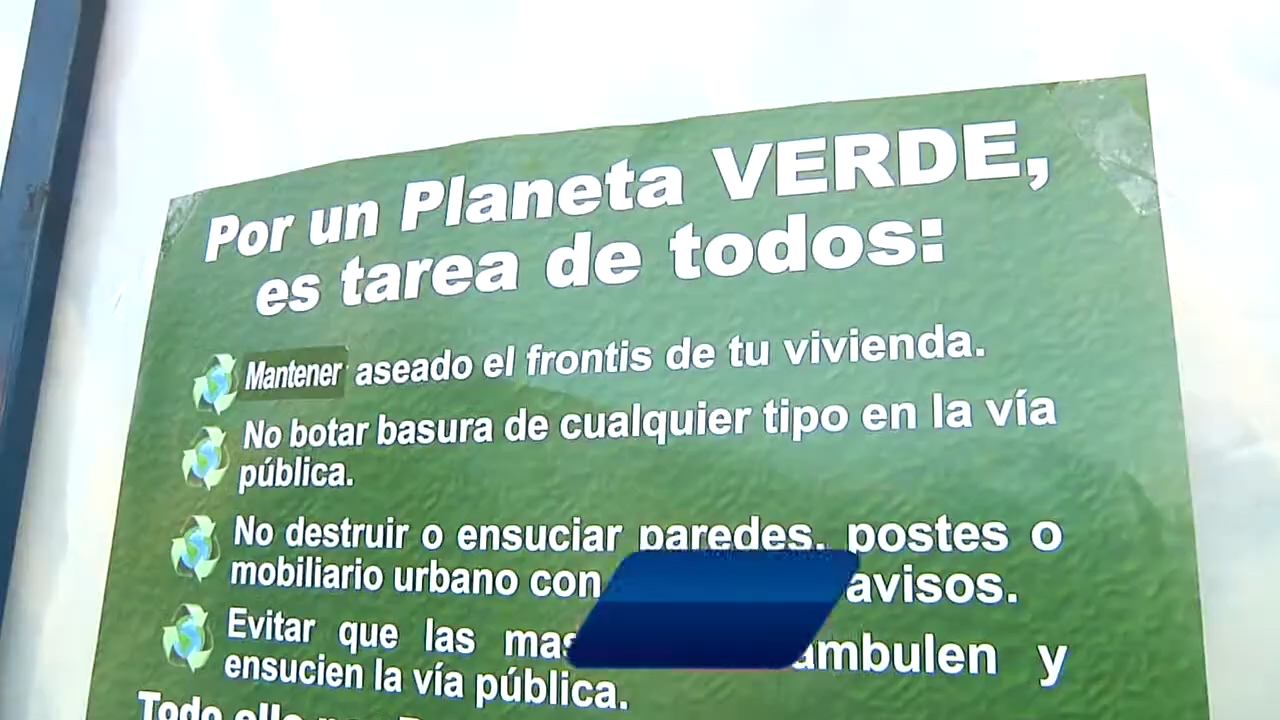 Por un Planeta VERDE,
es tarea de todos:
Mantener aseado el frontis de tu vivienda.
No botar basura de cualquier tipo en la vía
pública.
No destruir o ensuciar paredes, postes o
mobiliario urbano con avisos.
Evitar que las y
ensucien la vía pública.
Todo